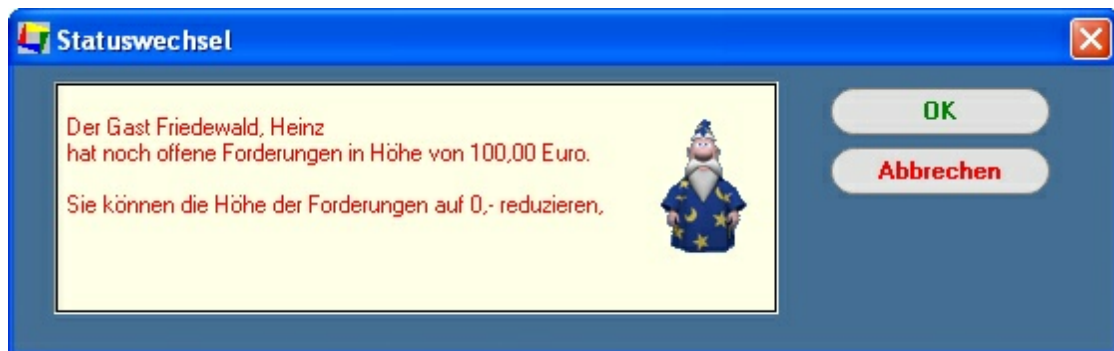 Statuswechsel
Der Gast Friedewald, Heinz
hat noch offene Forderungen in Höhe von 100,00 Euro.
Sie können die Höhe der Forderungen auf 0,- reduzieren,
OK
Abbrechen